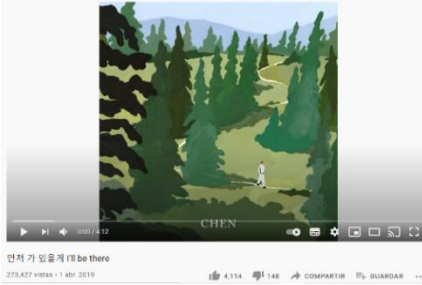 CHEN
0:00 / 4:12
먼저 가 있을게 I'll be there
273,427 vistas • 1 abr. 2019
4,114 148 COMPARTIR GUARDAR